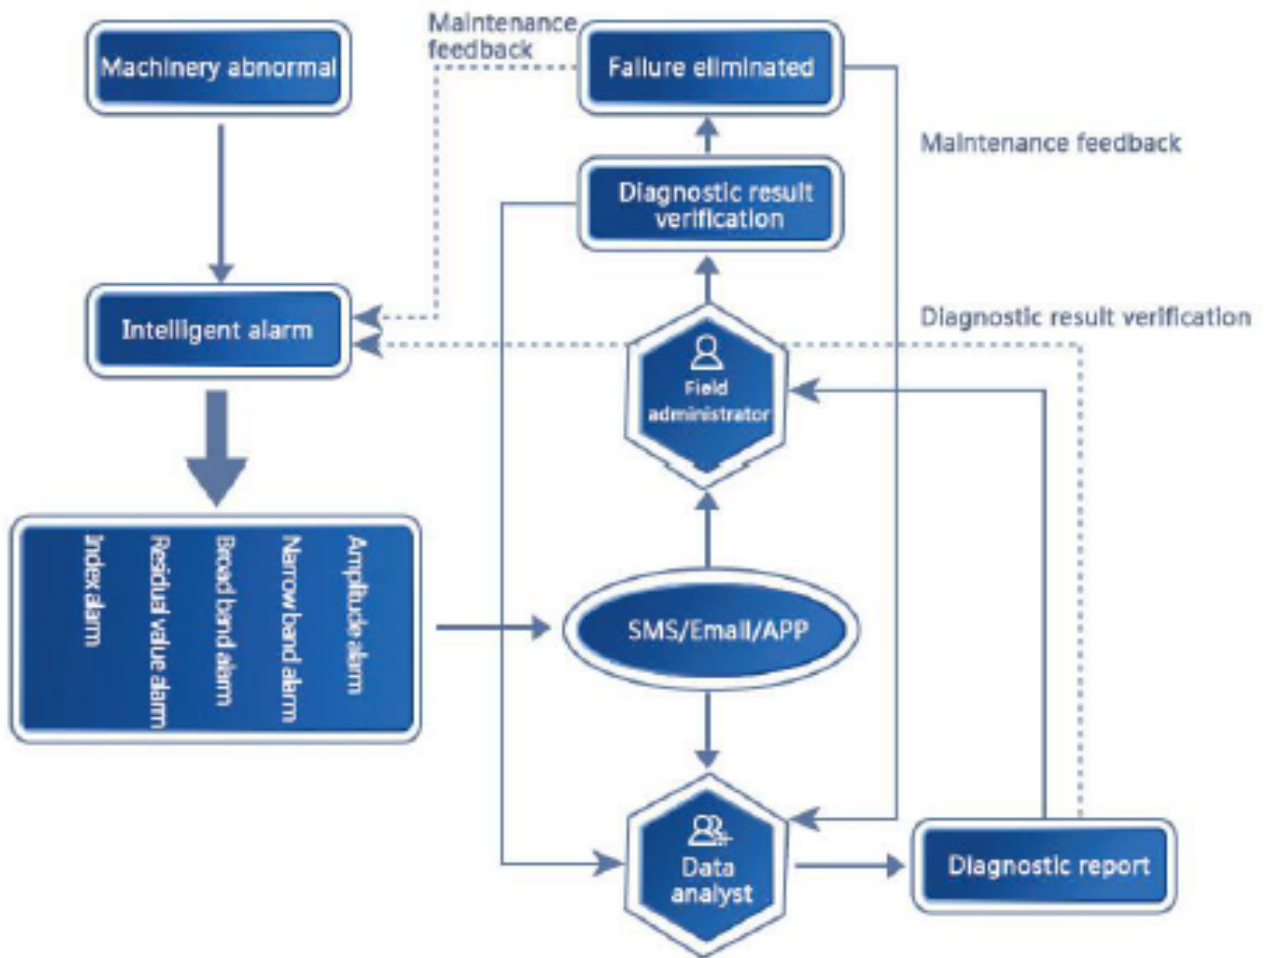 Maintenance
feedback
Machinery abnormal
Failure eliminated
Maintenance feedback
Diagnostic result
verification
Intelligent alarm
Diagnostic result verification
Field
administrator
Amplitude alarm
Narrow band alarm
Broad band alarm
Residual value alarm
Index alarm
SMS/Email/APP
Data
analyst
Diagnostic report